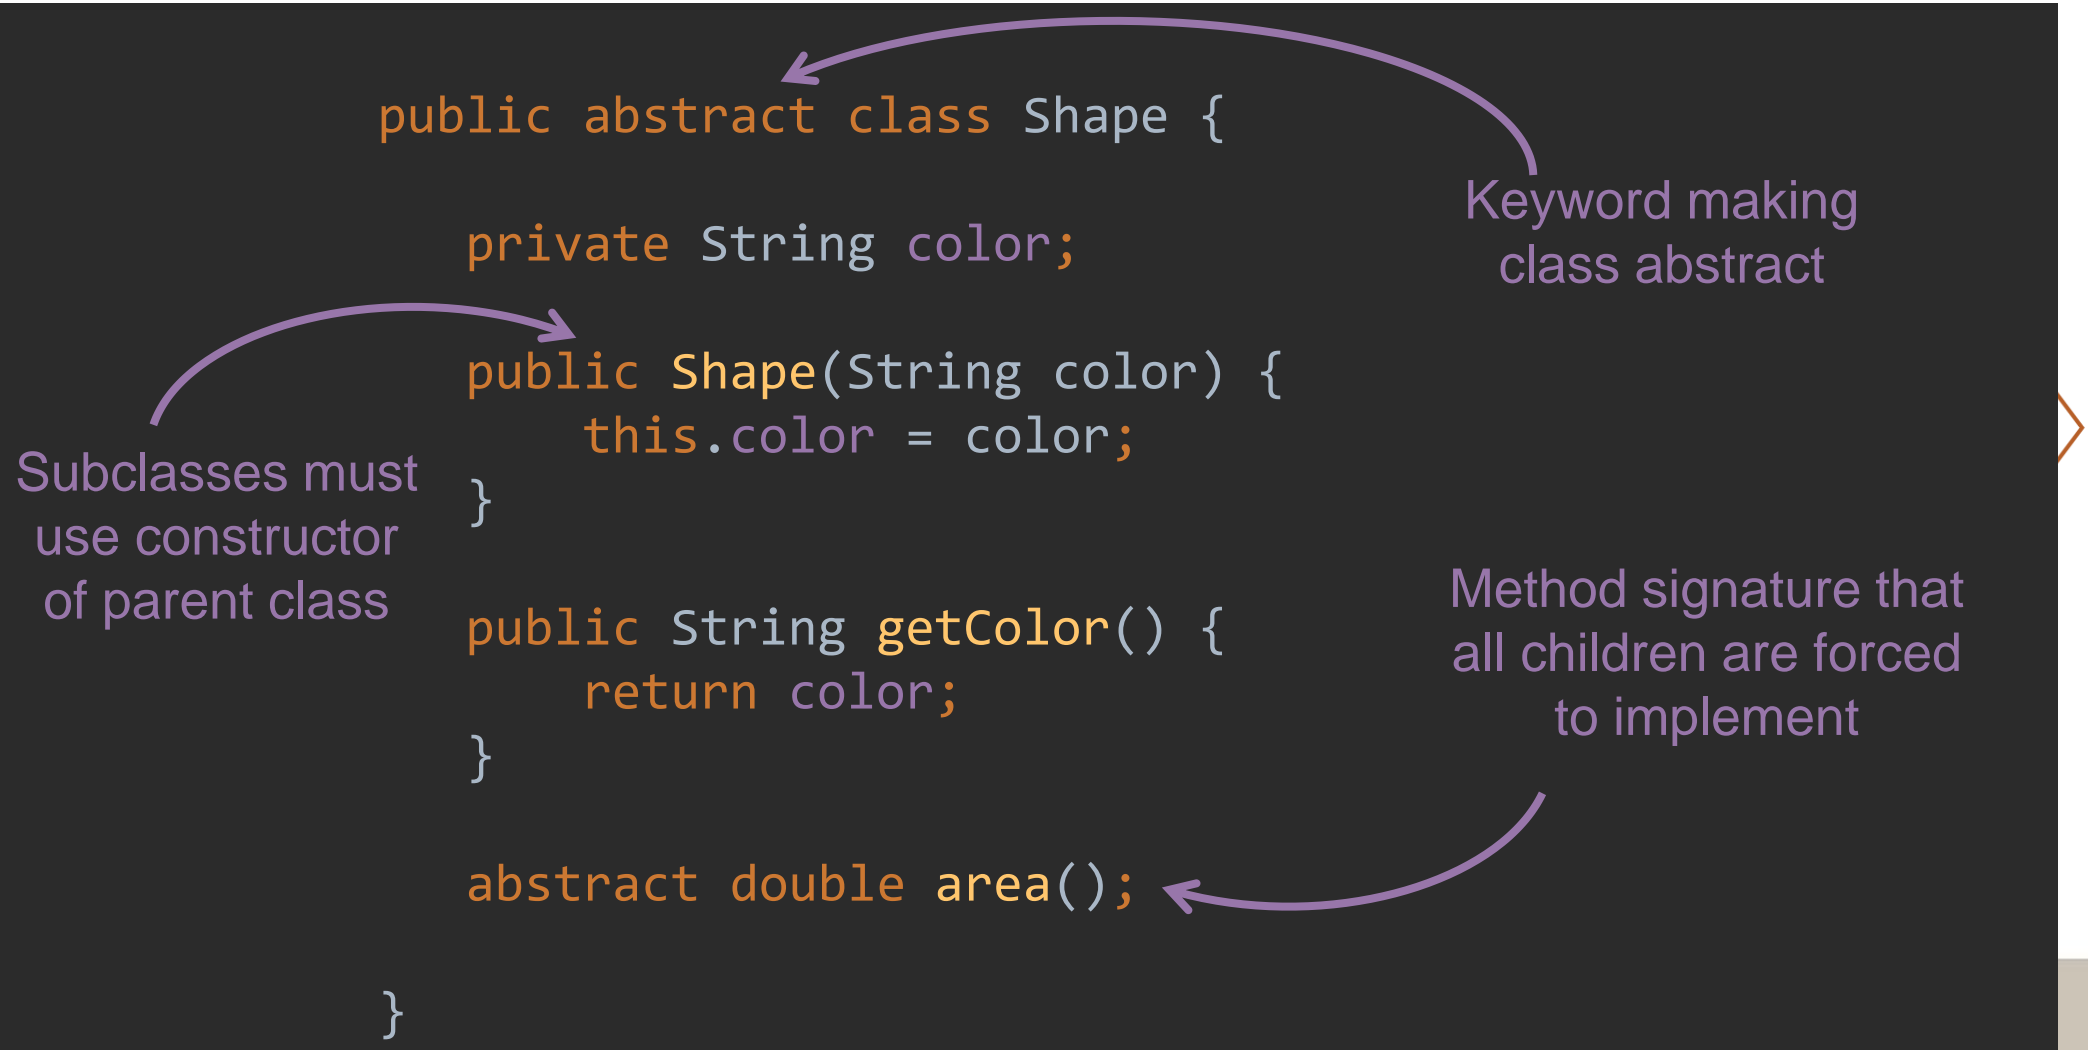 public abstract class Shape {
Keyword making
class abstract
private String color;
public Shape(String color) {
this.color = color;
}
Subclasses must
use constructor
of parent class
public String getColor() {
return color;
}
Method signature that
all children are forced
to implement
abstract double area();
}